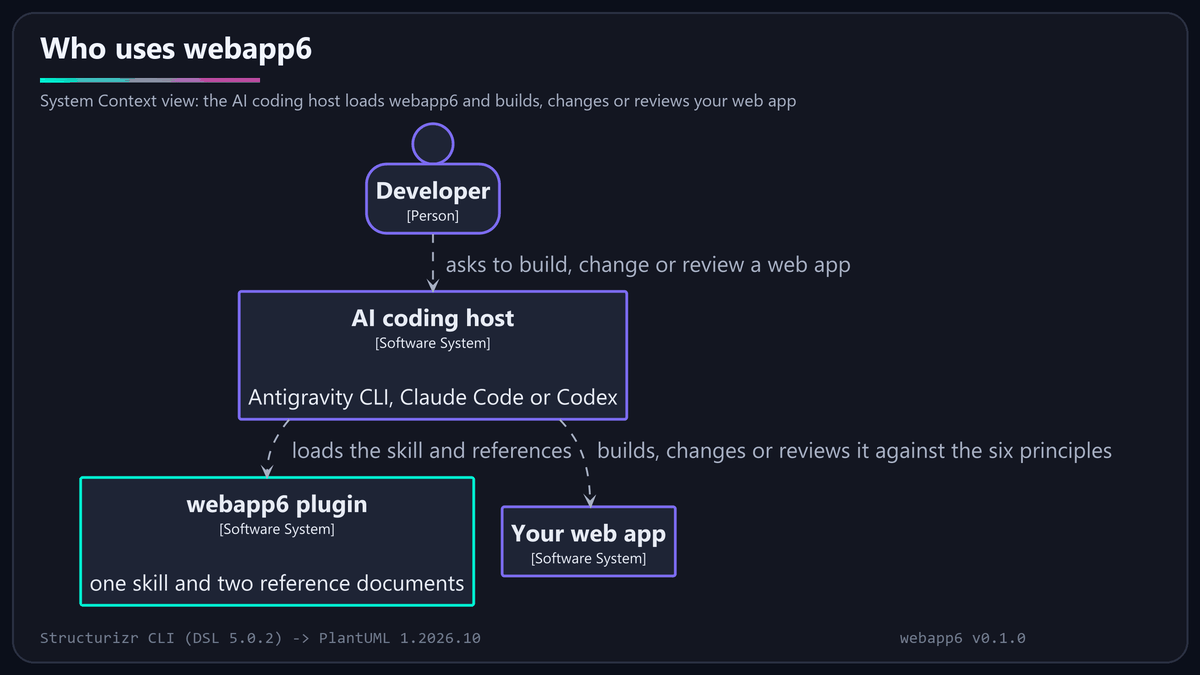 Who uses webapp6
System Context view: the AI coding host loads webapp6 and builds, changes or reviews your web app
Developer
[Person]
asks to build, change or review a web app
AI coding host
[Software System]
Antigravity CLI, Claude Code or Codex
loads the skill and references
builds, changes or reviews it against the six principles
webapp6 plugin
[Software System]
one skill and two reference documents
Your web app
[Software System]
Structurizr CLI (DSL 5.0.2) -> PlantUML 1.2026.10
webapp6 v0.1.0